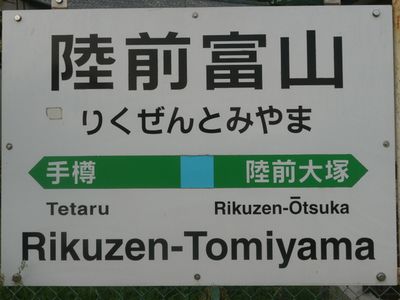 陸前富山
りくぜんとみやま
手樽 陸前大塚
Tetaru Rikuzen-Ōtsuka
Rikuzen-Tomiyama